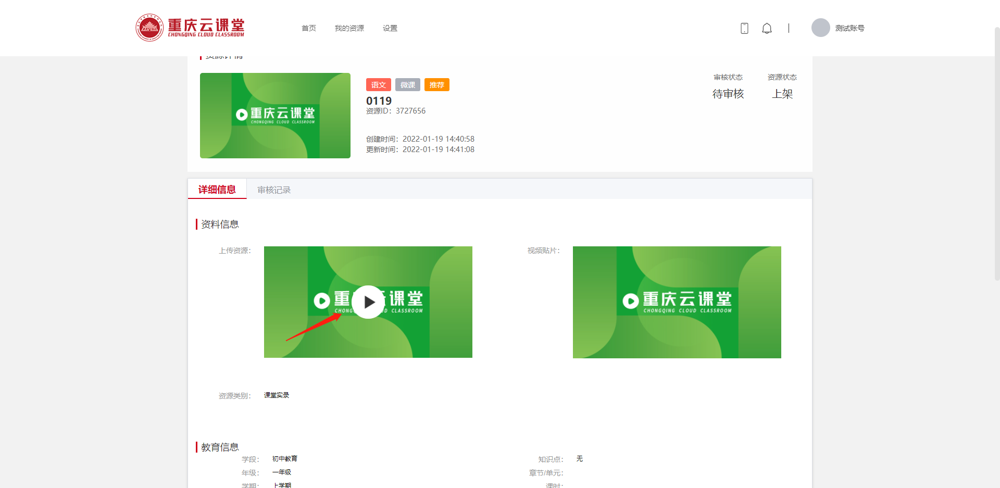 重庆云课堂
CHONGQING CLOUD CLASSROOM
首页
我的资源
设置
测试账号
资源详情
重庆云课堂
CHONGQING CLOUD CLASSROOM
语文
微课
推荐
0119
资源ID：3727656
创建时间：2022-01-19 14:40:58
更新时间：2022-01-19 14:41:08
审核状态
待审核
资源状态
上架
详细信息
审核记录
资料信息
上传资源：
重
课堂
CHONG
UD CLASSROOM
视频贴片：
重庆云课堂
CHONGQING CLOUD CLASSROOM
资源类别：
课堂实录
教育信息
学段：
初中教育
知识点：
无
年级：
一年级
章节/单元：
学期：
上学期
课时：